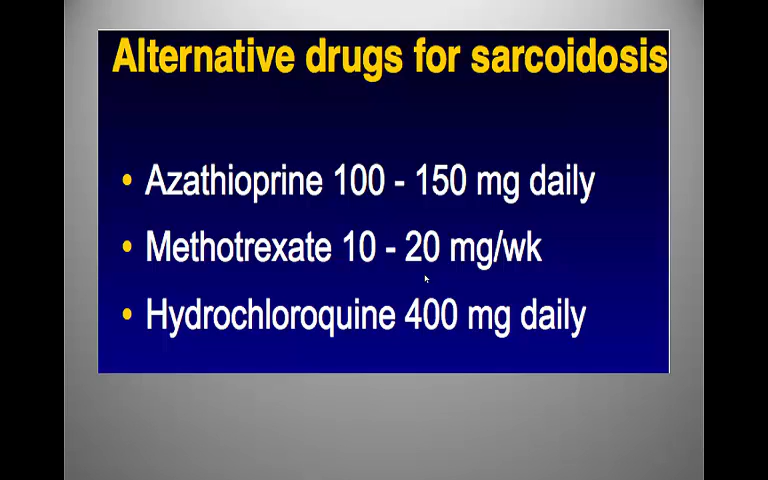 Alternative drugs for sarcoidosis
• Azathioprine 100 - 150 mg daily
• Methotrexate 10 - 20 mg/wk
• Hydrochloroquine 400 mg daily